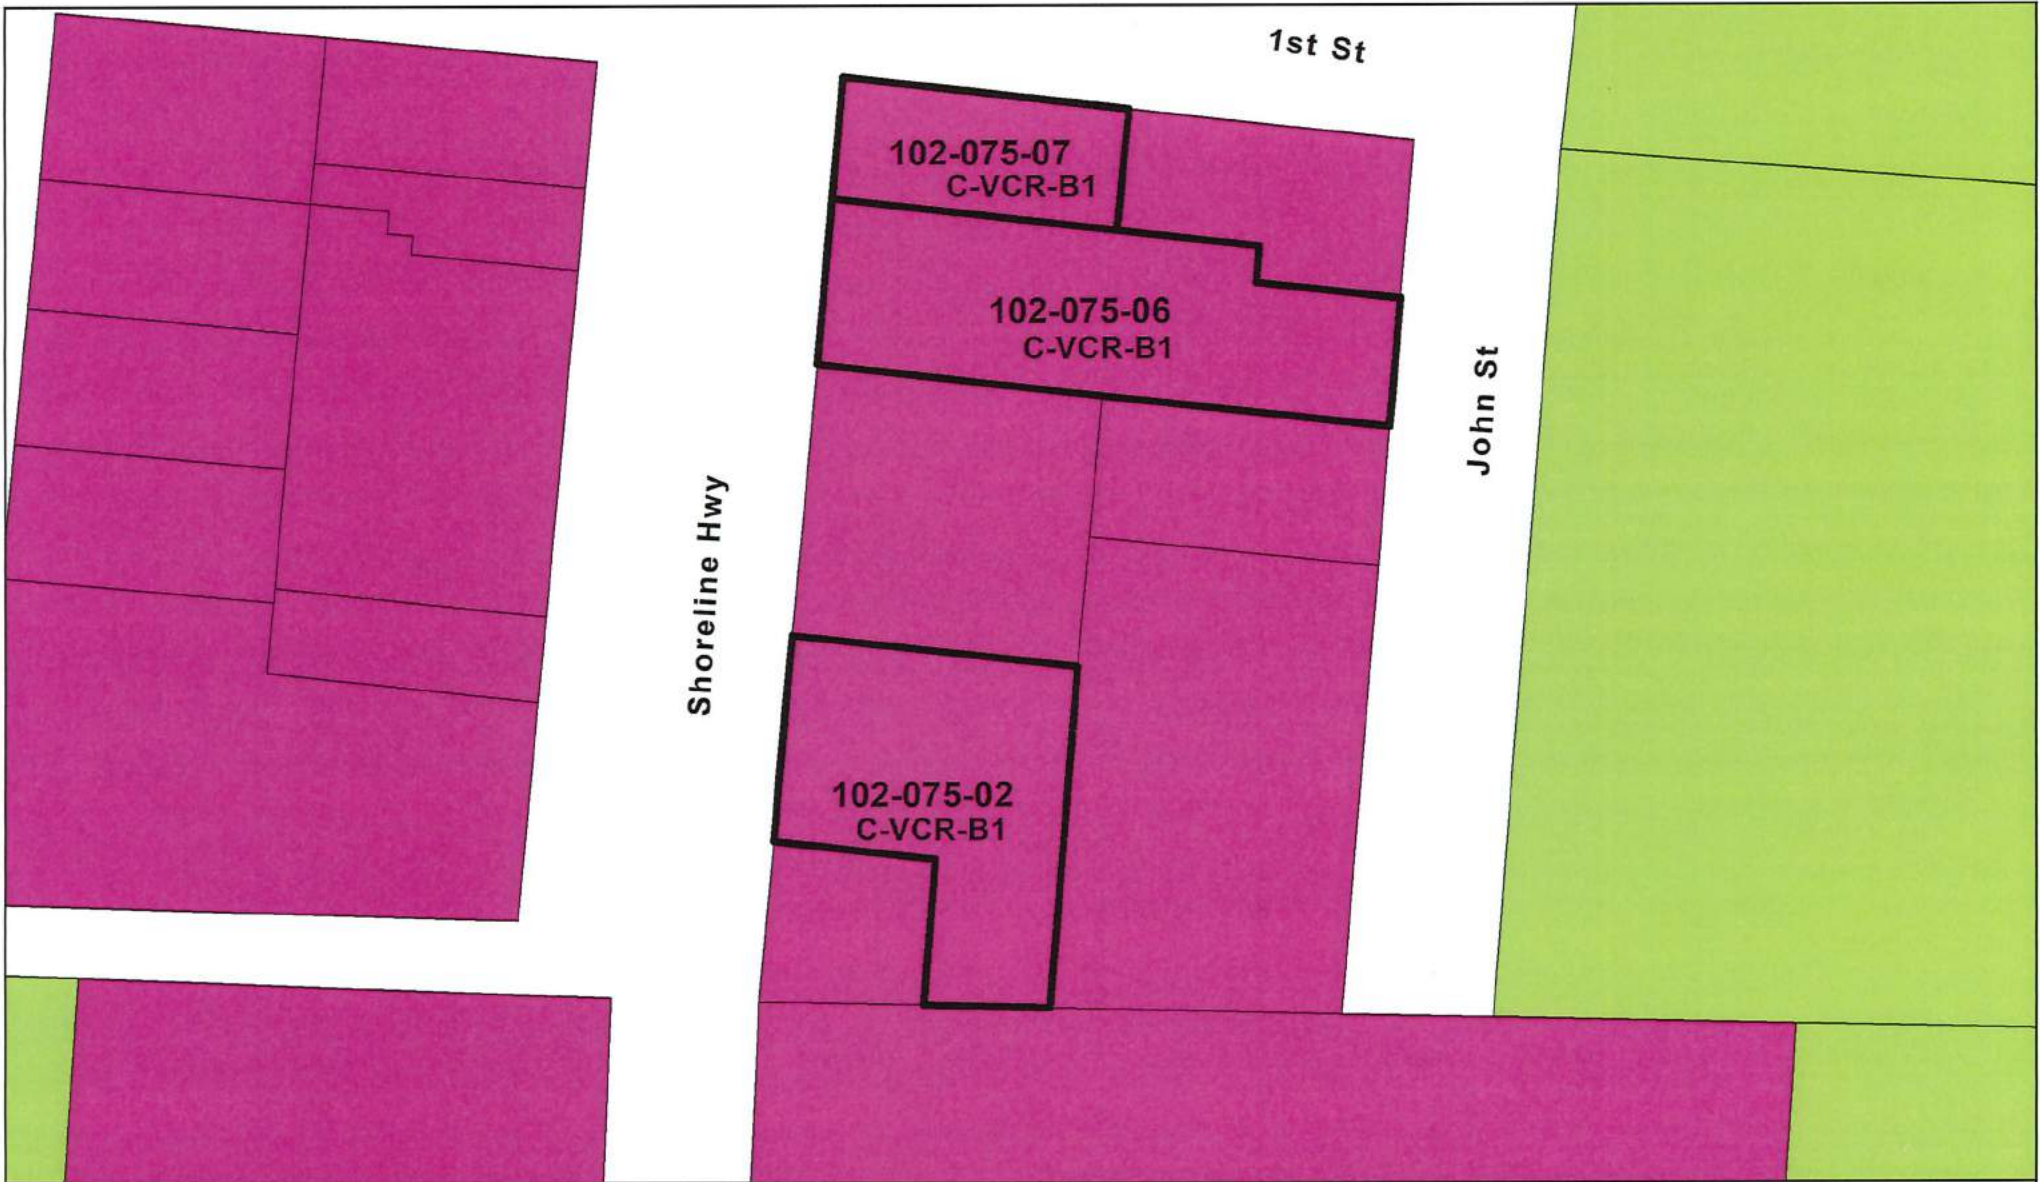 1st St
102-075-07
C-VCR-B1
102-075-06
C-VCR-B1
John St
Shoreline Hwy
102-075-02
C-VCR-B1